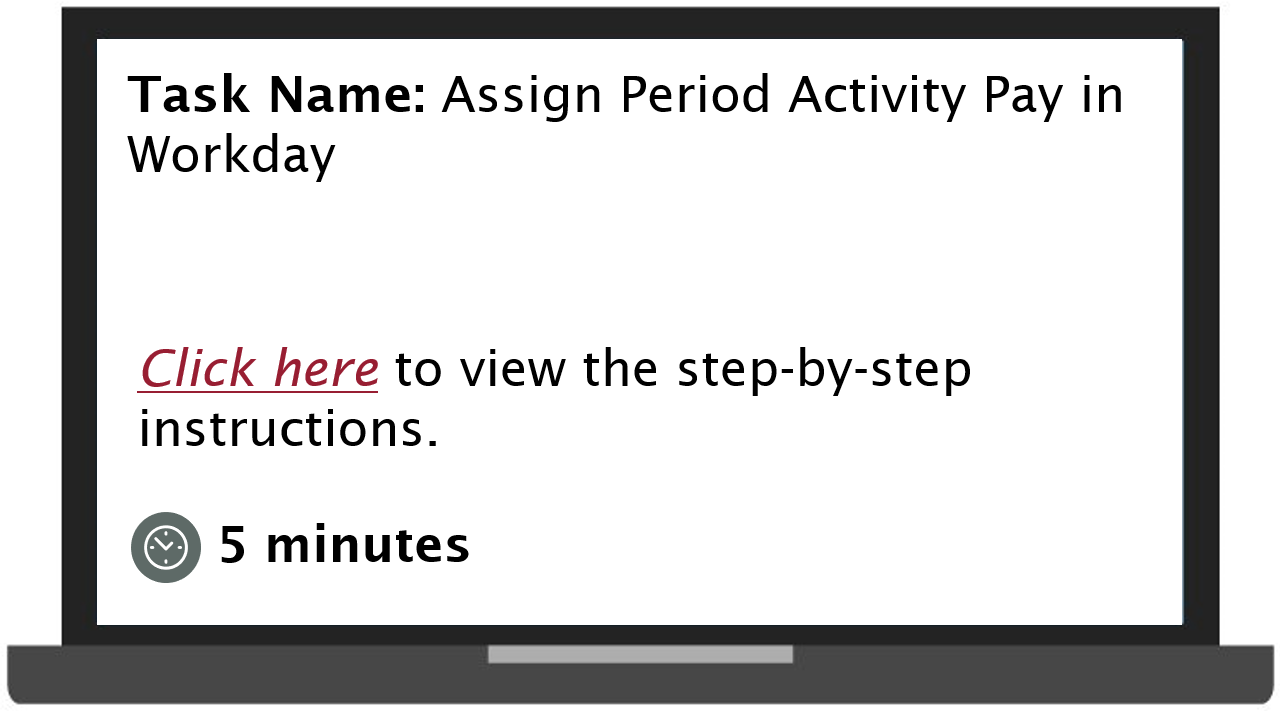 Task Name: Assign Period Activity Pay in
Workday
Click here to view the step-by-step
instructions.
5 minutes